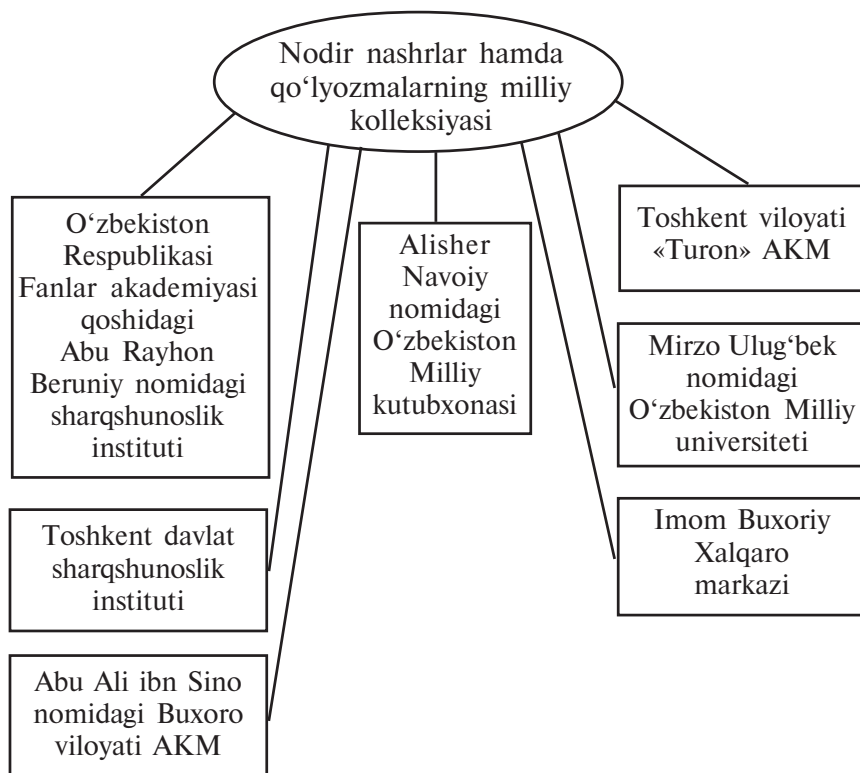 Nodir nashrlar hamda
qo‘lyozmalarning milliy
kolleksiyasi
O‘zbekiston
Respublikasi
Fanlar akademiyasi
qoshidagi
Abu Rayhon
Beruniy nomidagi
sharqshunoslik
instituti
Toshkent davlat
sharqshunoslik
instituti
Abu Ali ibn Sino
nomidagi Buxoro
viloyati AKM
Alisher
Navoiy
nomidagi
O‘zbekiston
Milliy
kutubxonasi
Toshkent viloyati
«Turon» AKM
Mirzo Ulug‘bek
nomidagi
O‘zbekiston Milliy
universiteti
Imom Buxoriy
Xalqaro
markazi